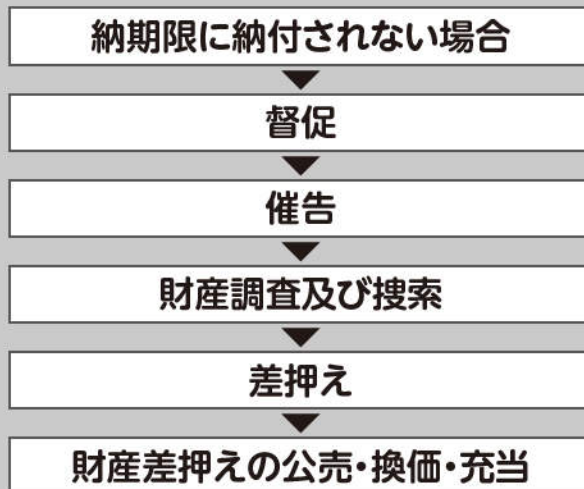 納期限に納付されない場合
督促
催告
財産調査及び捜索
差押え
財産差押えの公売・換価・充当